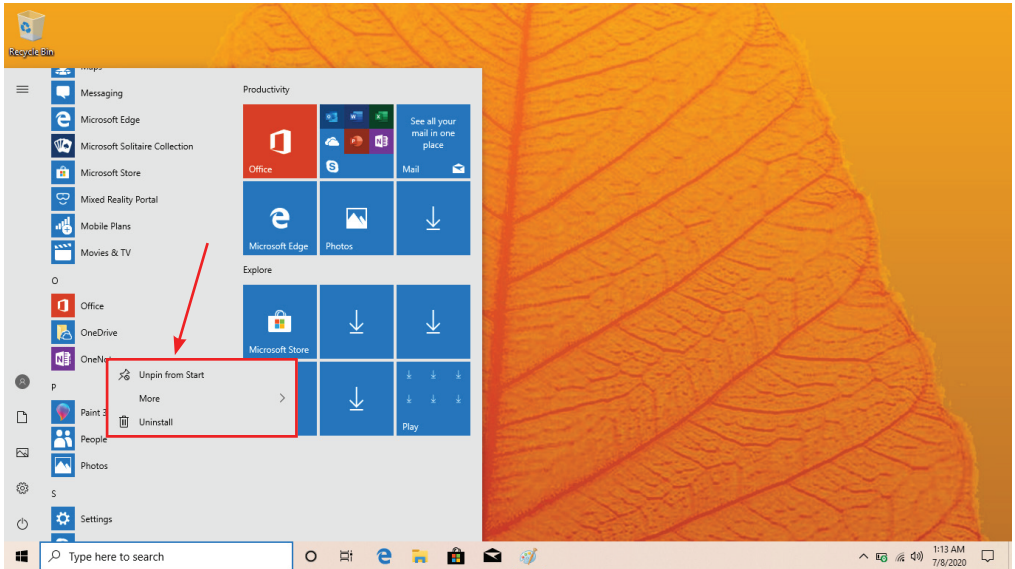 Recycle Bin
Maps
Messaging
Microsoft Edge
Microsoft Solitaire Collection
Microsoft Store
Mixed Reality Portal
Mobile Plans
Movies & TV
O
Office
OneDrive
OneNot
P
Paint 3
People
Photos
S
Settings
Productivity
Office
See all your
mail in one
place
Mail
Microsoft Edge
Photos
Explore
Microsoft Store
Play
Unpin from Start
More
Uninstall
Type here to search
1:13 AM
7/8/2020